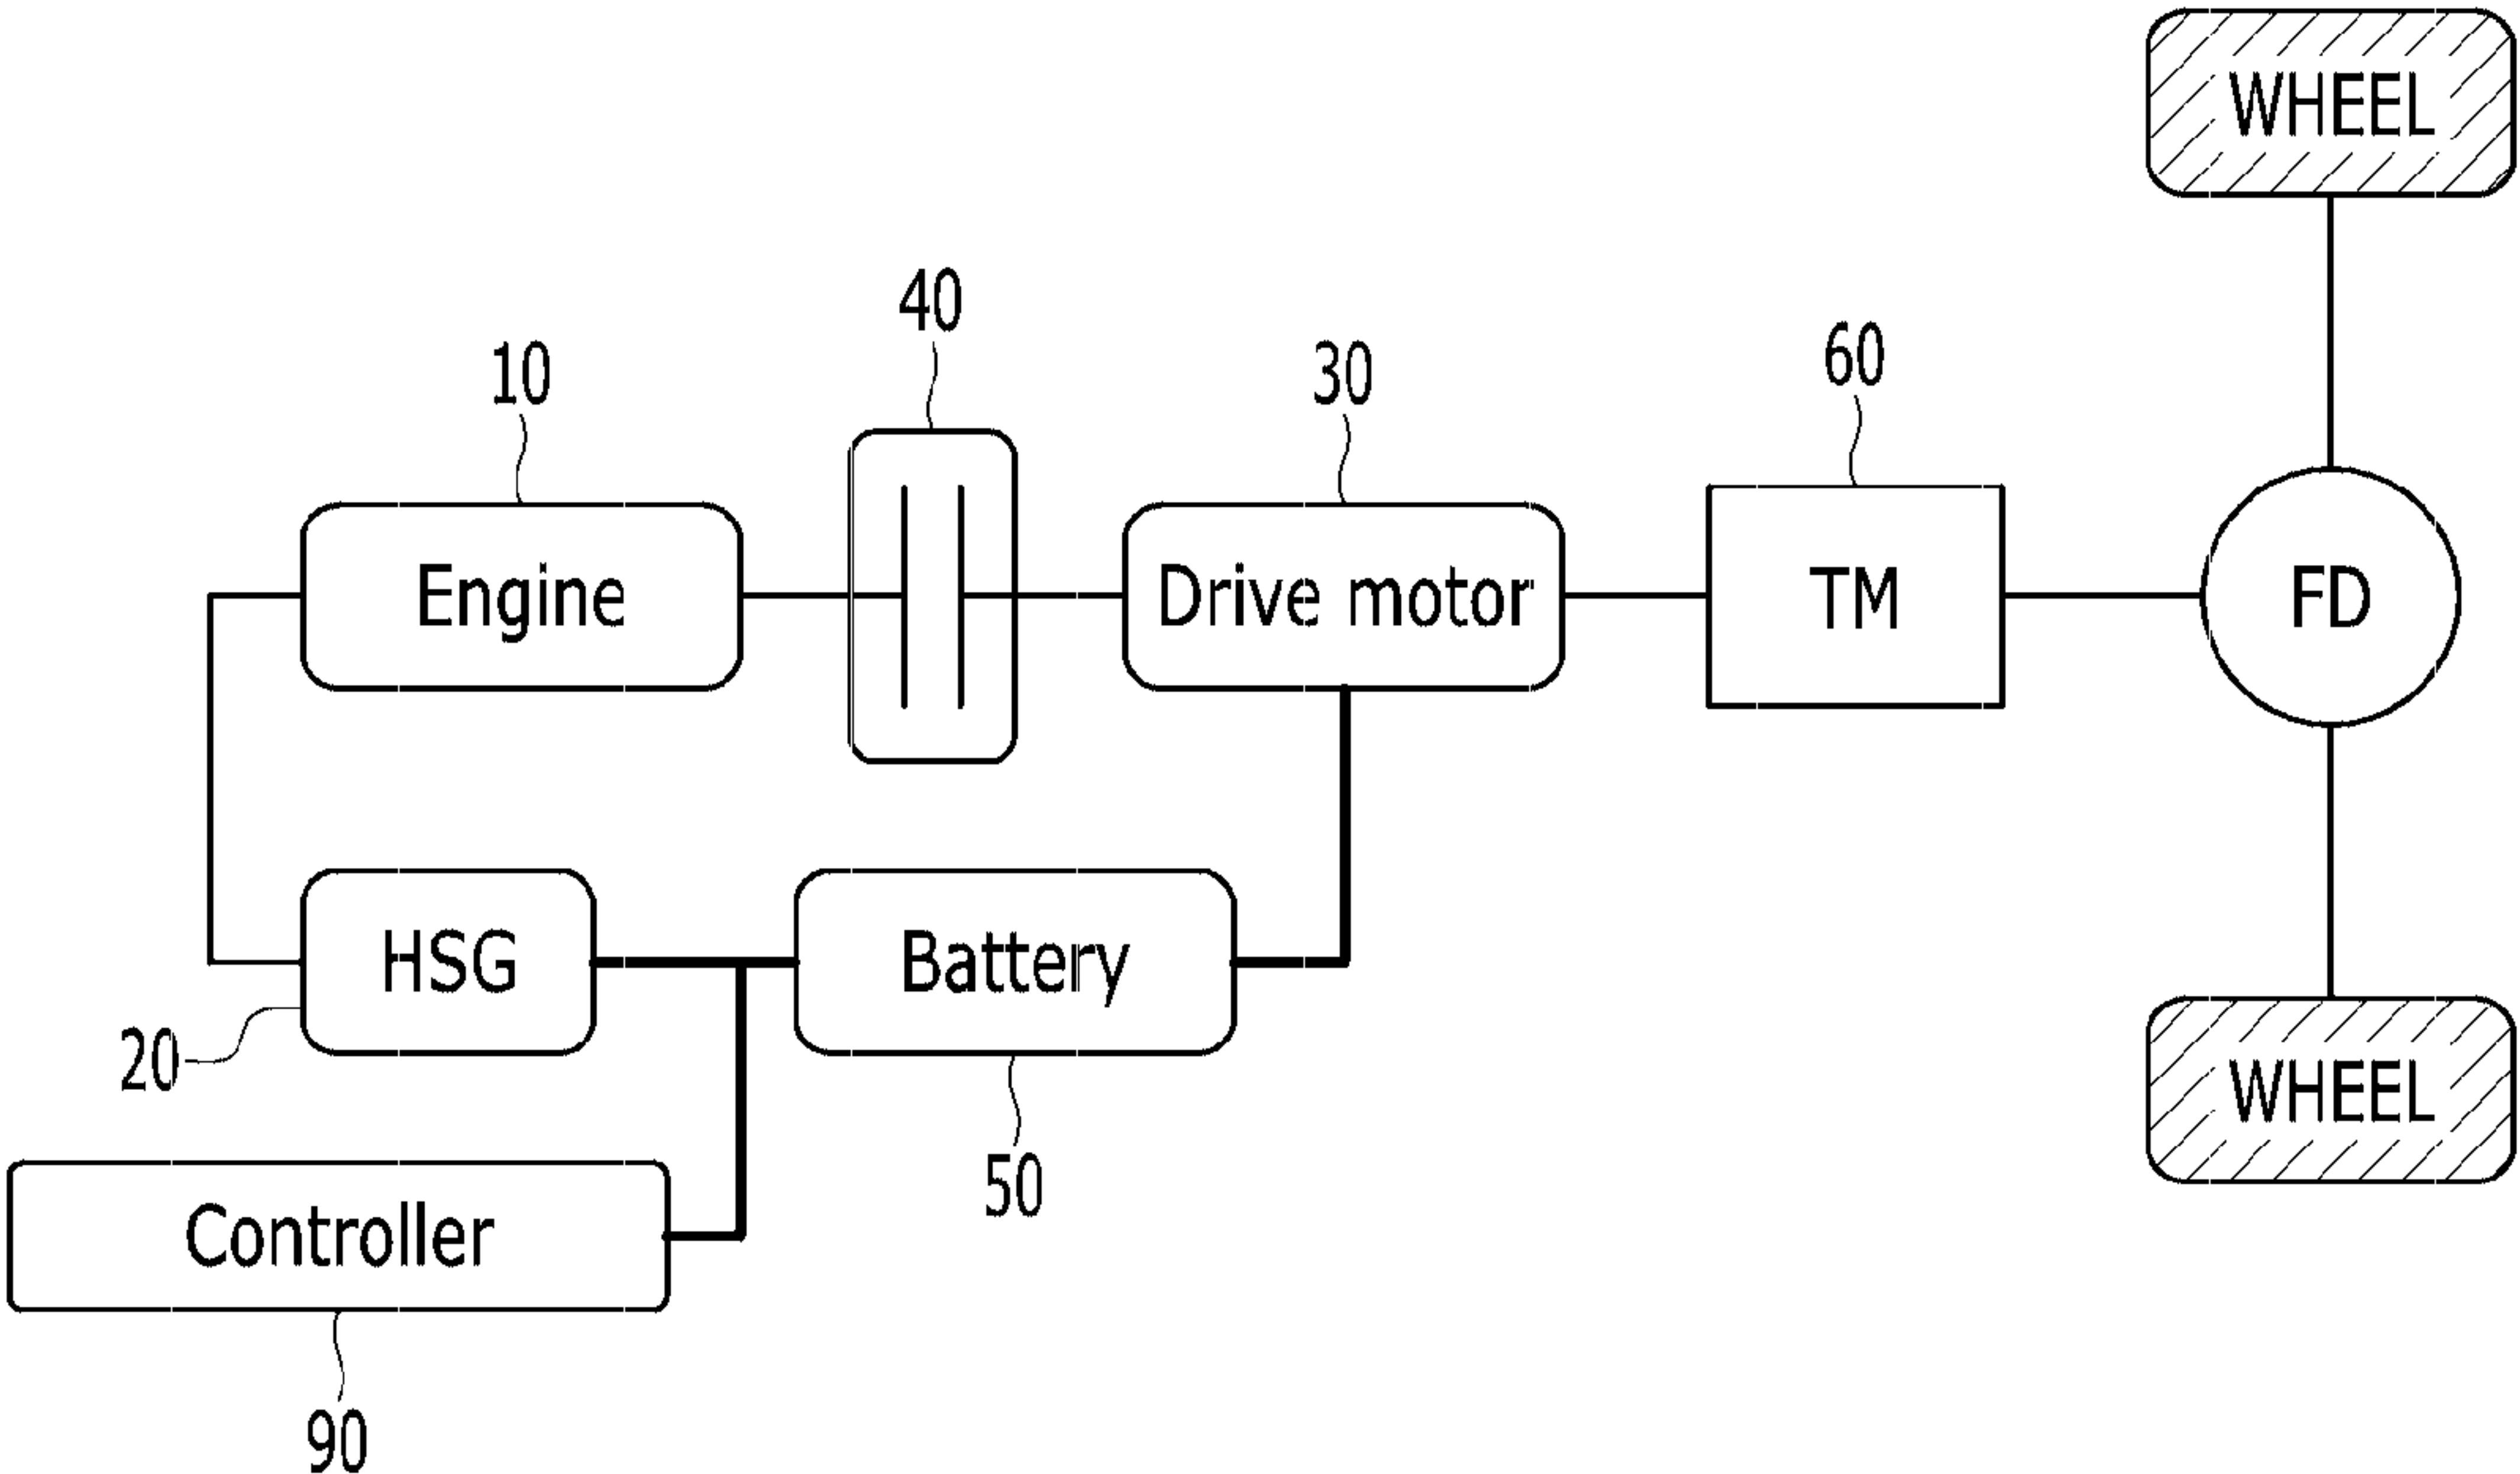 WHEEL
40
10
30
60
Engine
Drive motor
TM
FD
HSG
Battery
20
WHEEL
50
Controller
90